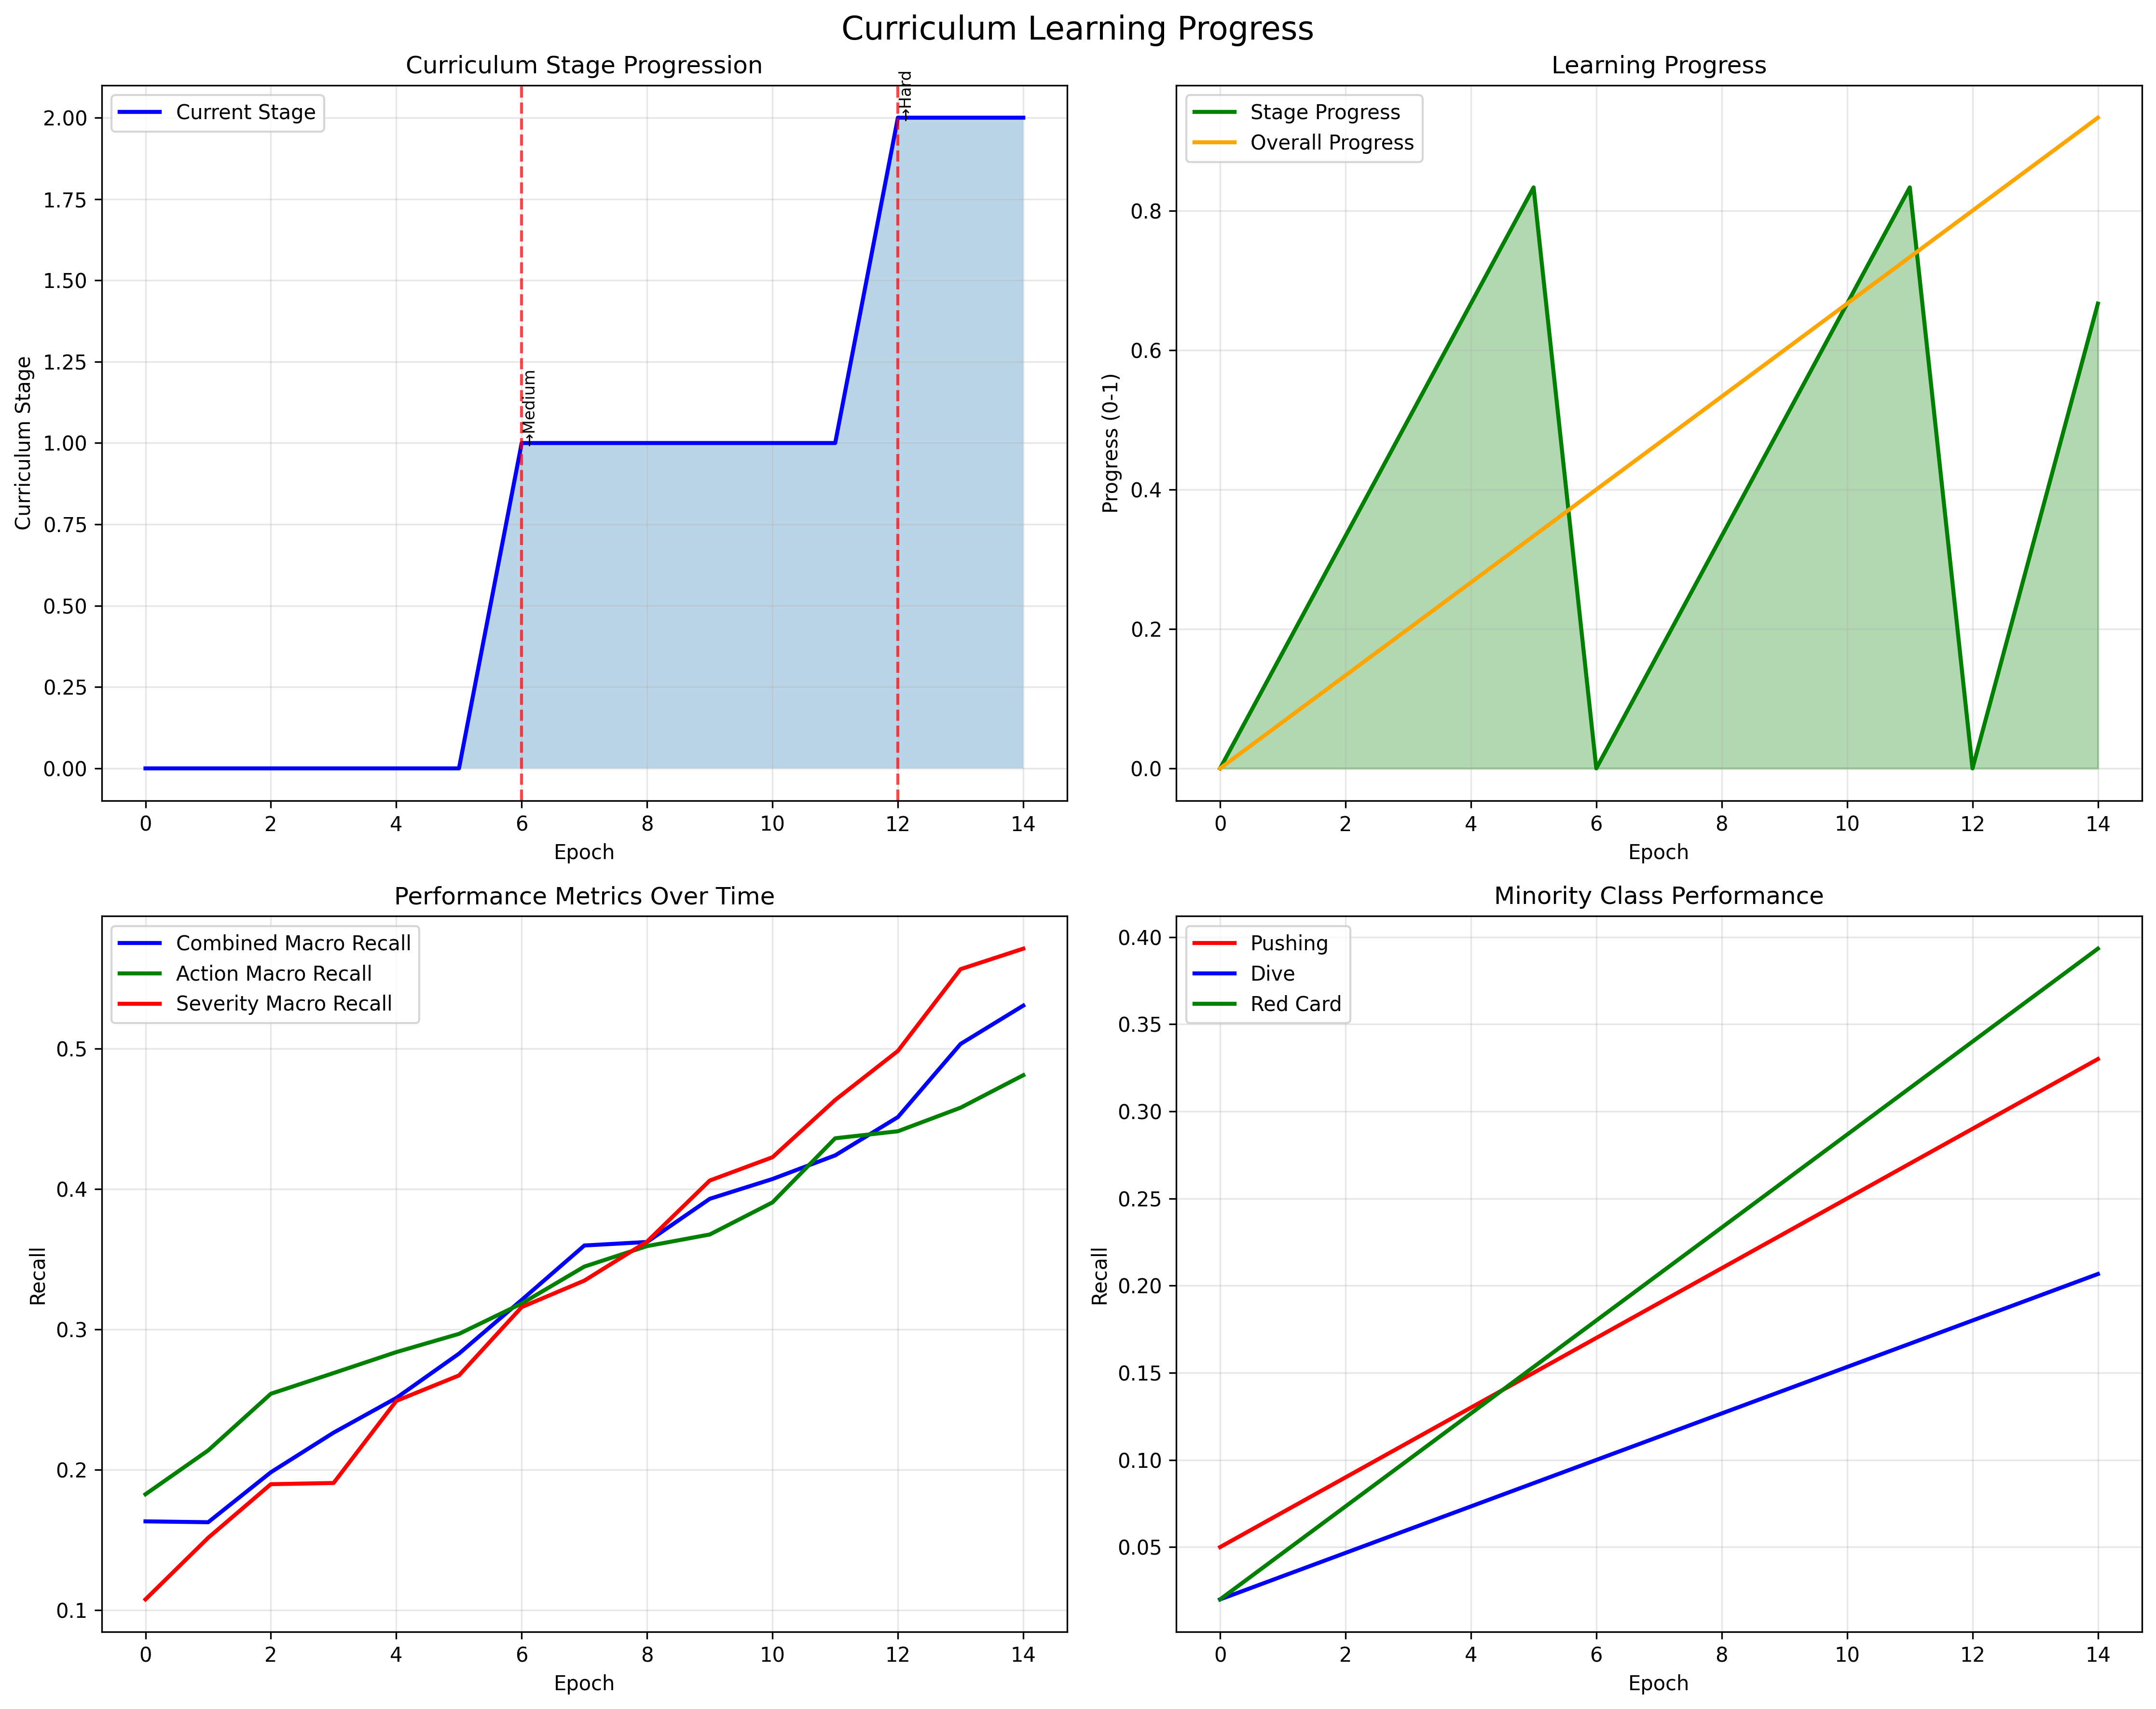 Curriculum Learning Progress
Curriculum Stage Progression
Current Stage
→Medium
→Hard
2.00
1.75
1.50
1.25
1.00
0.75
0.50
0.25
0.00
Curriculum Stage
0 2 4 6 8 10 12 14
Epoch
Learning Progress
Stage Progress
Overall Progress
0.8
0.6
0.4
0.2
0.0
Progress (0-1)
0 2 4 6 8 10 12 14
Epoch
Performance Metrics Over Time
Combined Macro Recall
Action Macro Recall
Severity Macro Recall
0.5
0.4
0.3
0.2
0.1
Recall
0 2 4 6 8 10 12 14
Epoch
Minority Class Performance
Pushing
Dive
Red Card
0.40
0.35
0.30
0.25
0.20
0.15
0.10
0.05
Recall
0 2 4 6 8 10 12 14
Epoch